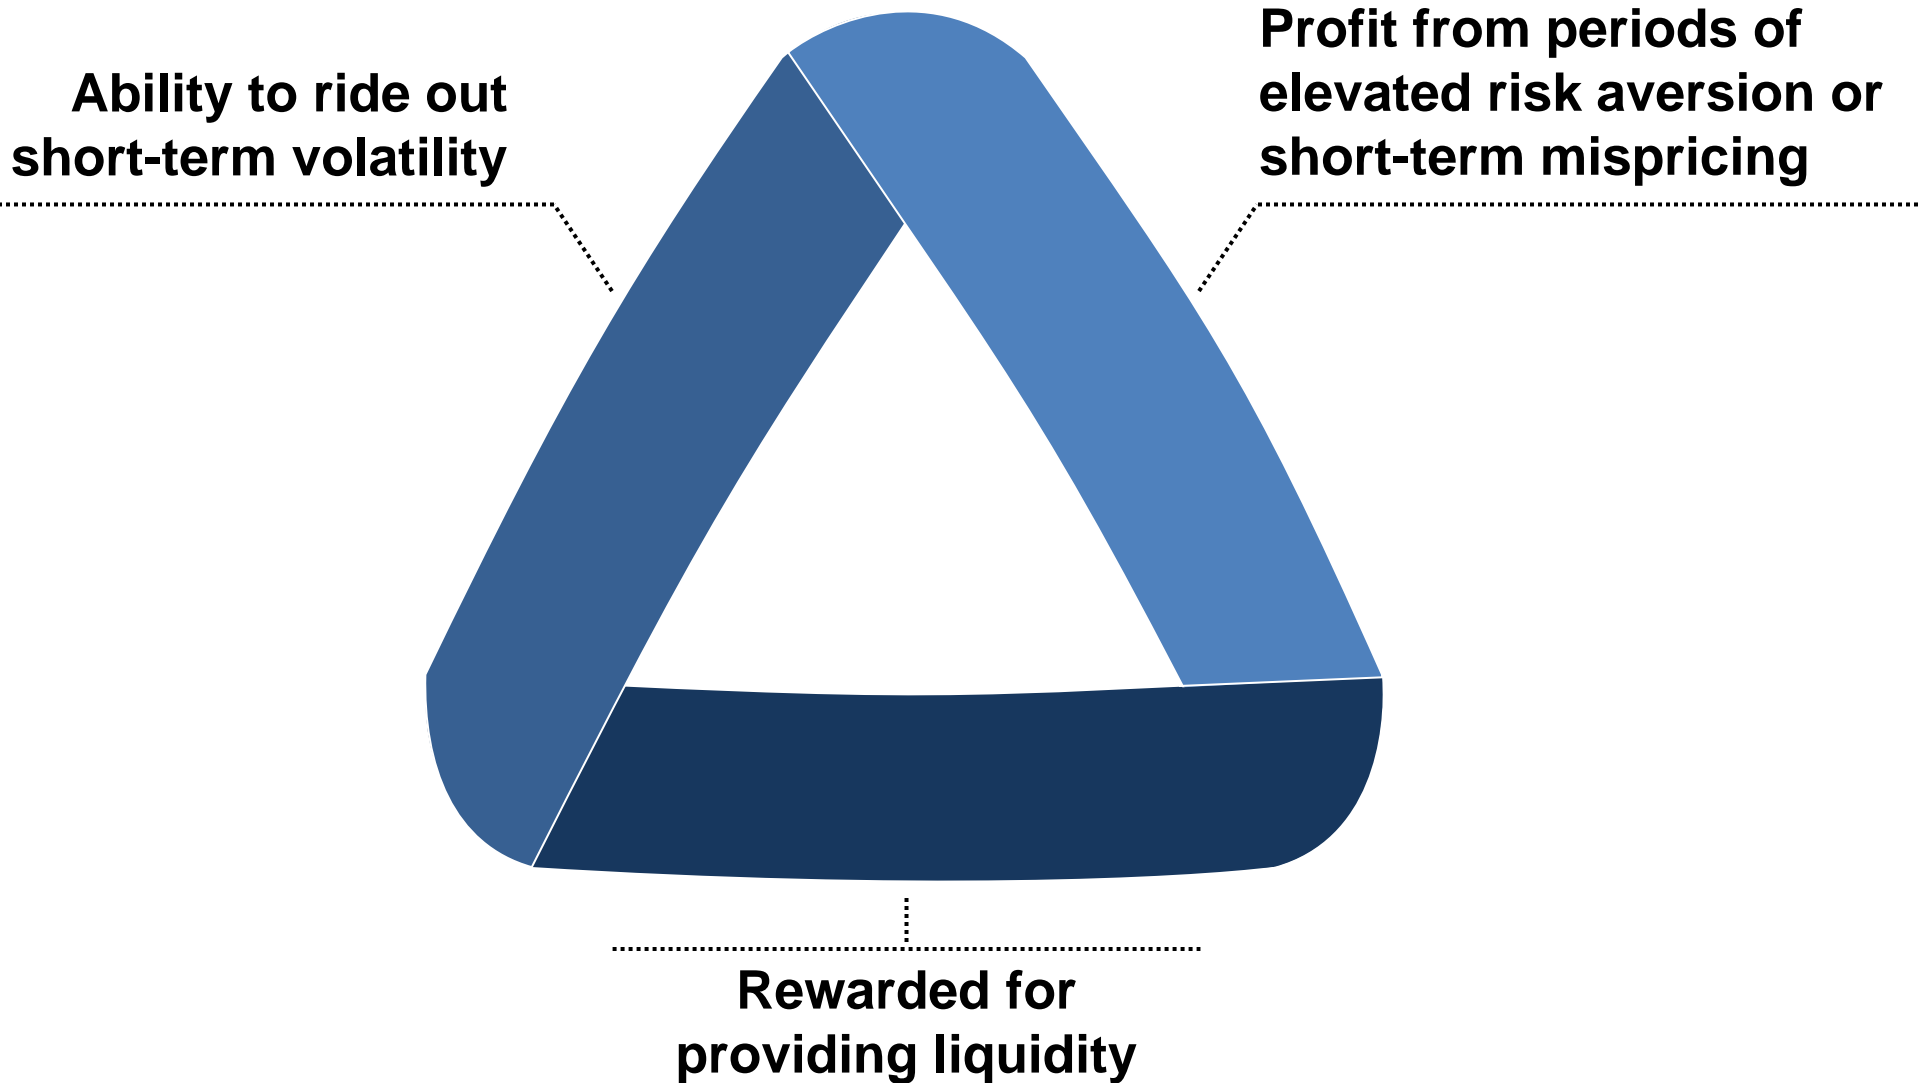 Ability to ride out
short-term volatility
Profit from periods of
elevated risk aversion or
short-term mispricing
Rewarded for
providing liquidity